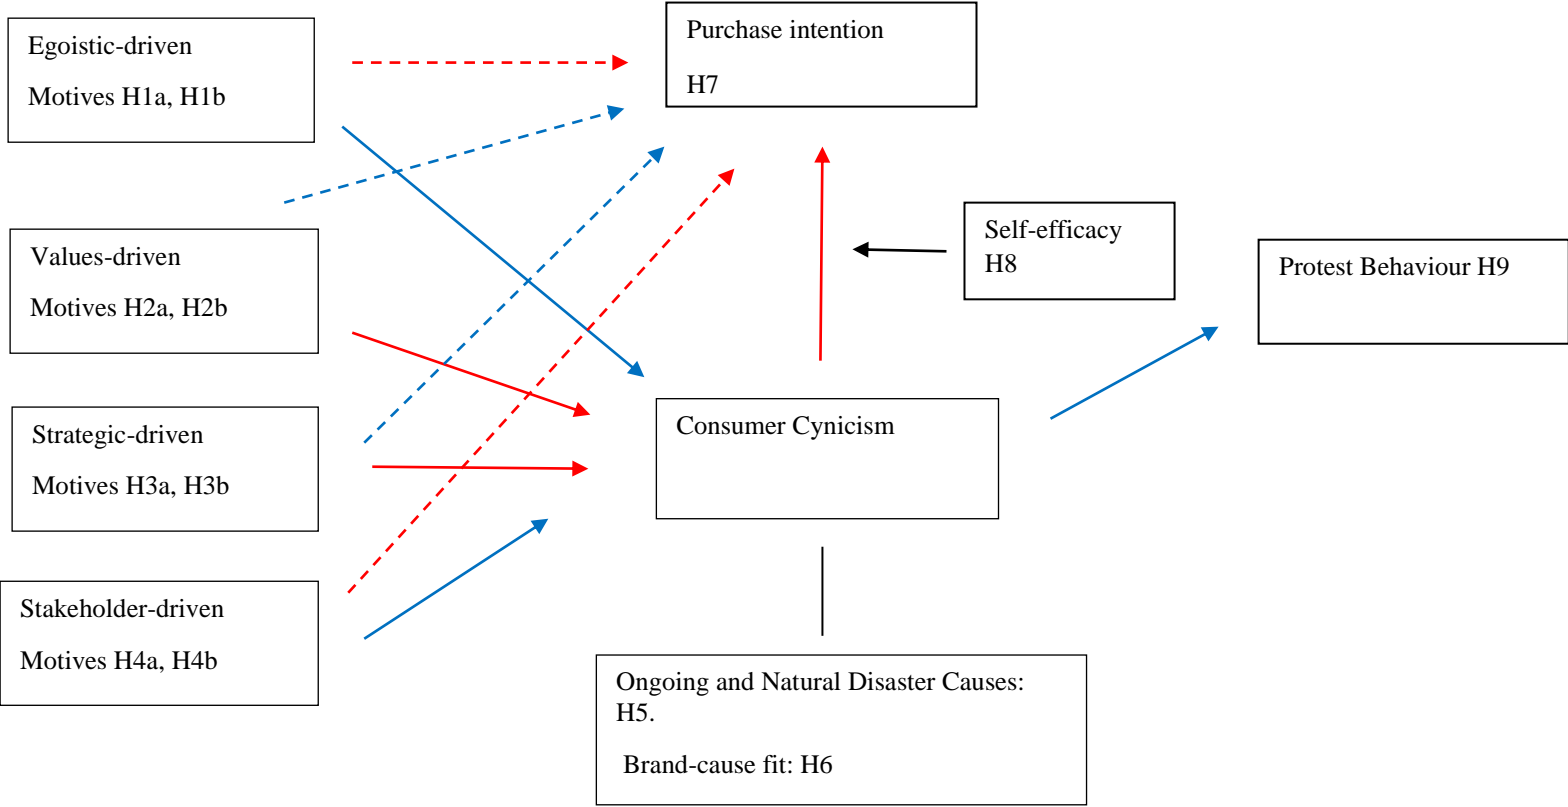 Egoistic-driven
Motives H1a, H1b
Purchase intention
H7
Values-driven
Motives H2a, H2b
Self-efficacy
H8
Protest Behaviour H9
Strategic-driven
Motives H3a, H3b
Consumer Cynicism
Stakeholder-driven
Motives H4a, H4b
Ongoing and Natural Disaster Causes:
H5.
Brand-cause fit: H6